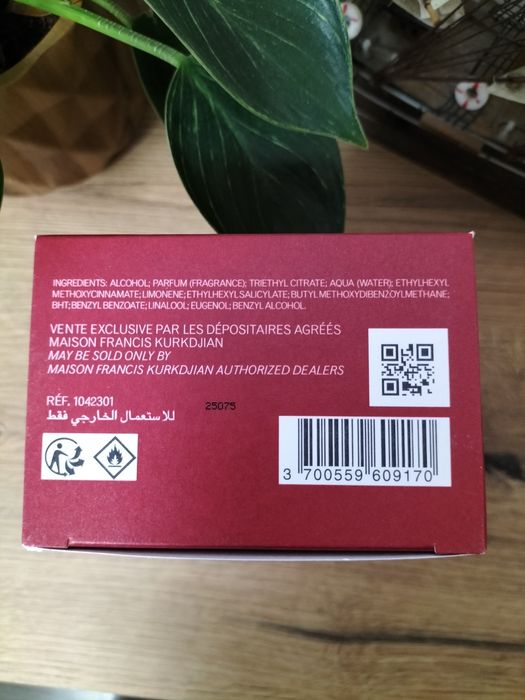 INGREDIENTS: ALCOHOL; PARFUM (FRAGRANCE); TRIETHYL CITRATE; AQUA (WATER); ETHYLHEXYL
METHOXYCINNAMATE; LIMONENE; ETHYLHEXYL SALICYLATE; BUTYL METHOXYDIBENZOYLMETHANE;
BHT; BENZYL BENZOATE; LINALOOL; EUGENOL; BENZYL ALCOHOL.
VENTE EXCLUSIVE PAR LES DÉPOSITAIRES AGRÉÉS
MAISON FRANCIS KURKDJIAN
MAY BE SOLD ONLY BY
MAISON FRANCIS KURKDJIAN AUTHORIZED DEALERS
RÉF. 1042301
25075
للاستعمال الخارجي فقط
3 700559 609170